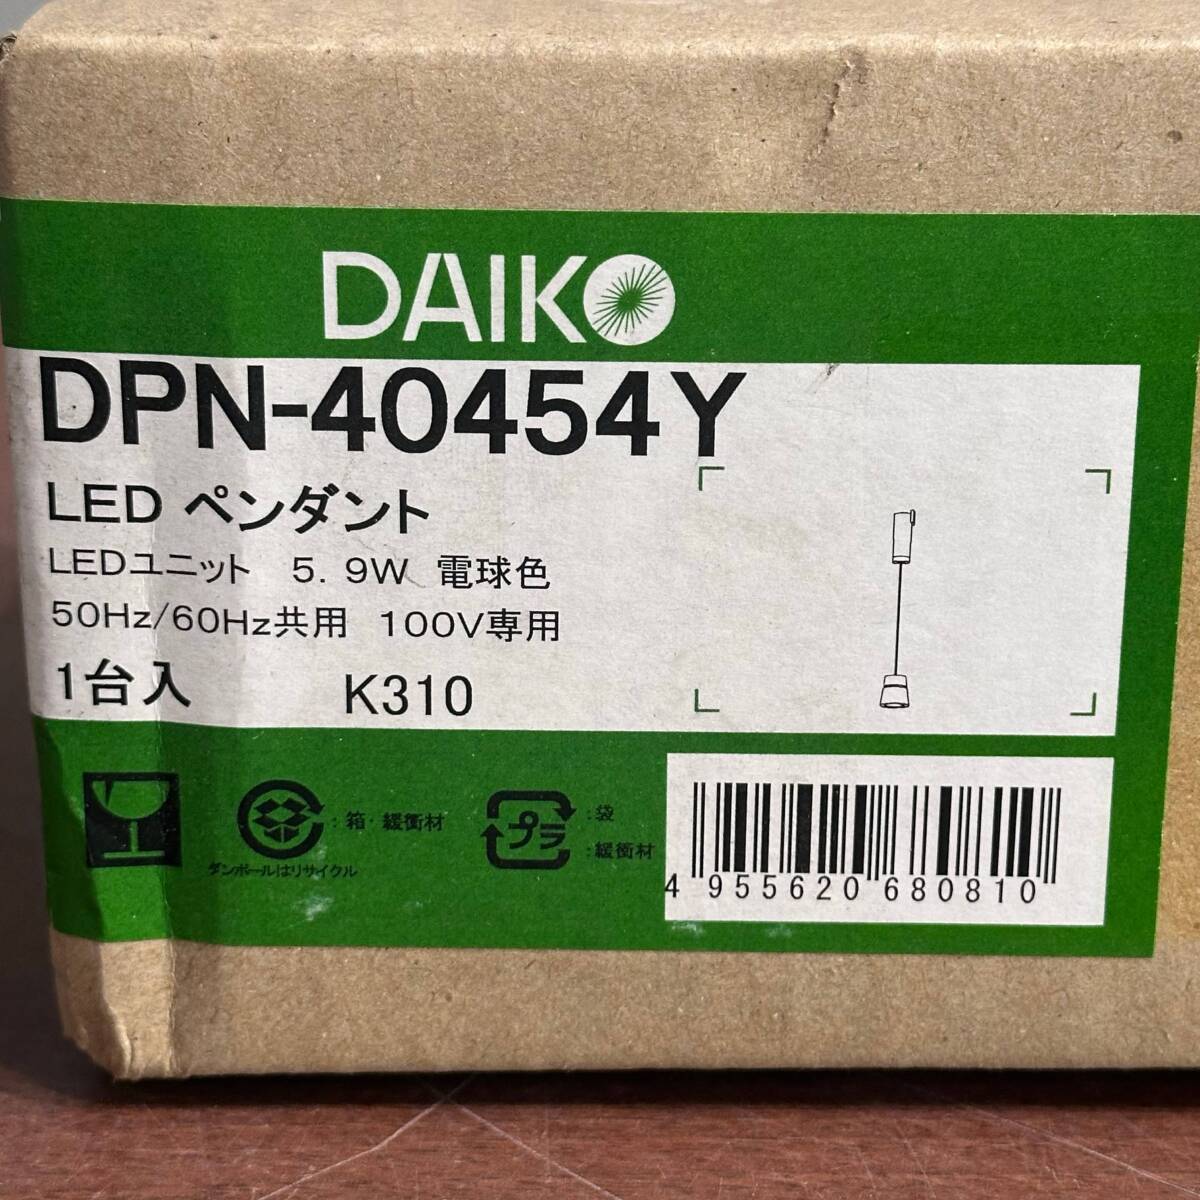 DAIKO
DPN-40454Y
LED ペンダント
LEDユニット 5.9W 電球色
50Hz/60Hz共用 100V専用
1台入 K310
:箱・緩衝材
ダンボールはリサイクル
プラ
:袋
:緩衝材
4 955620 680810